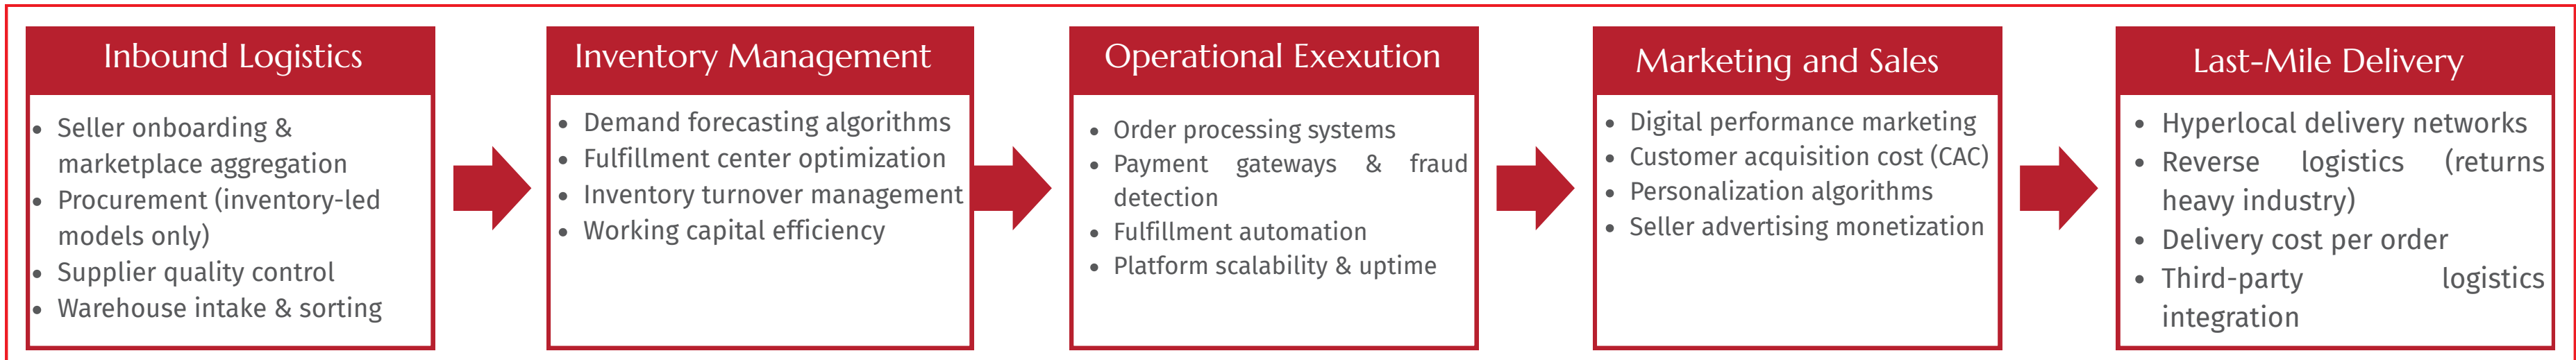 Inbound Logistics
• Seller onboarding &
marketplace aggregation
• Procurement (inventory-led
models only)
• Supplier quality control
• Warehouse intake & sorting
Inventory Management
• Demand forecasting algorithms
• Fulfillment center optimization
• Inventory turnover management
• Working capital efficiency
Operational Exexution
• Order processing systems
• Payment gateways & fraud
detection
• Fulfillment automation
• Platform scalability & uptime
Marketing and Sales
• Digital performance marketing
• Customer acquisition cost (CAC)
• Personalization algorithms
• Seller advertising monetization
Last-Mile Delivery
• Hyperlocal delivery networks
• Reverse logistics (returns
heavy industry)
• Delivery cost per order
• Third-party logistics
integration